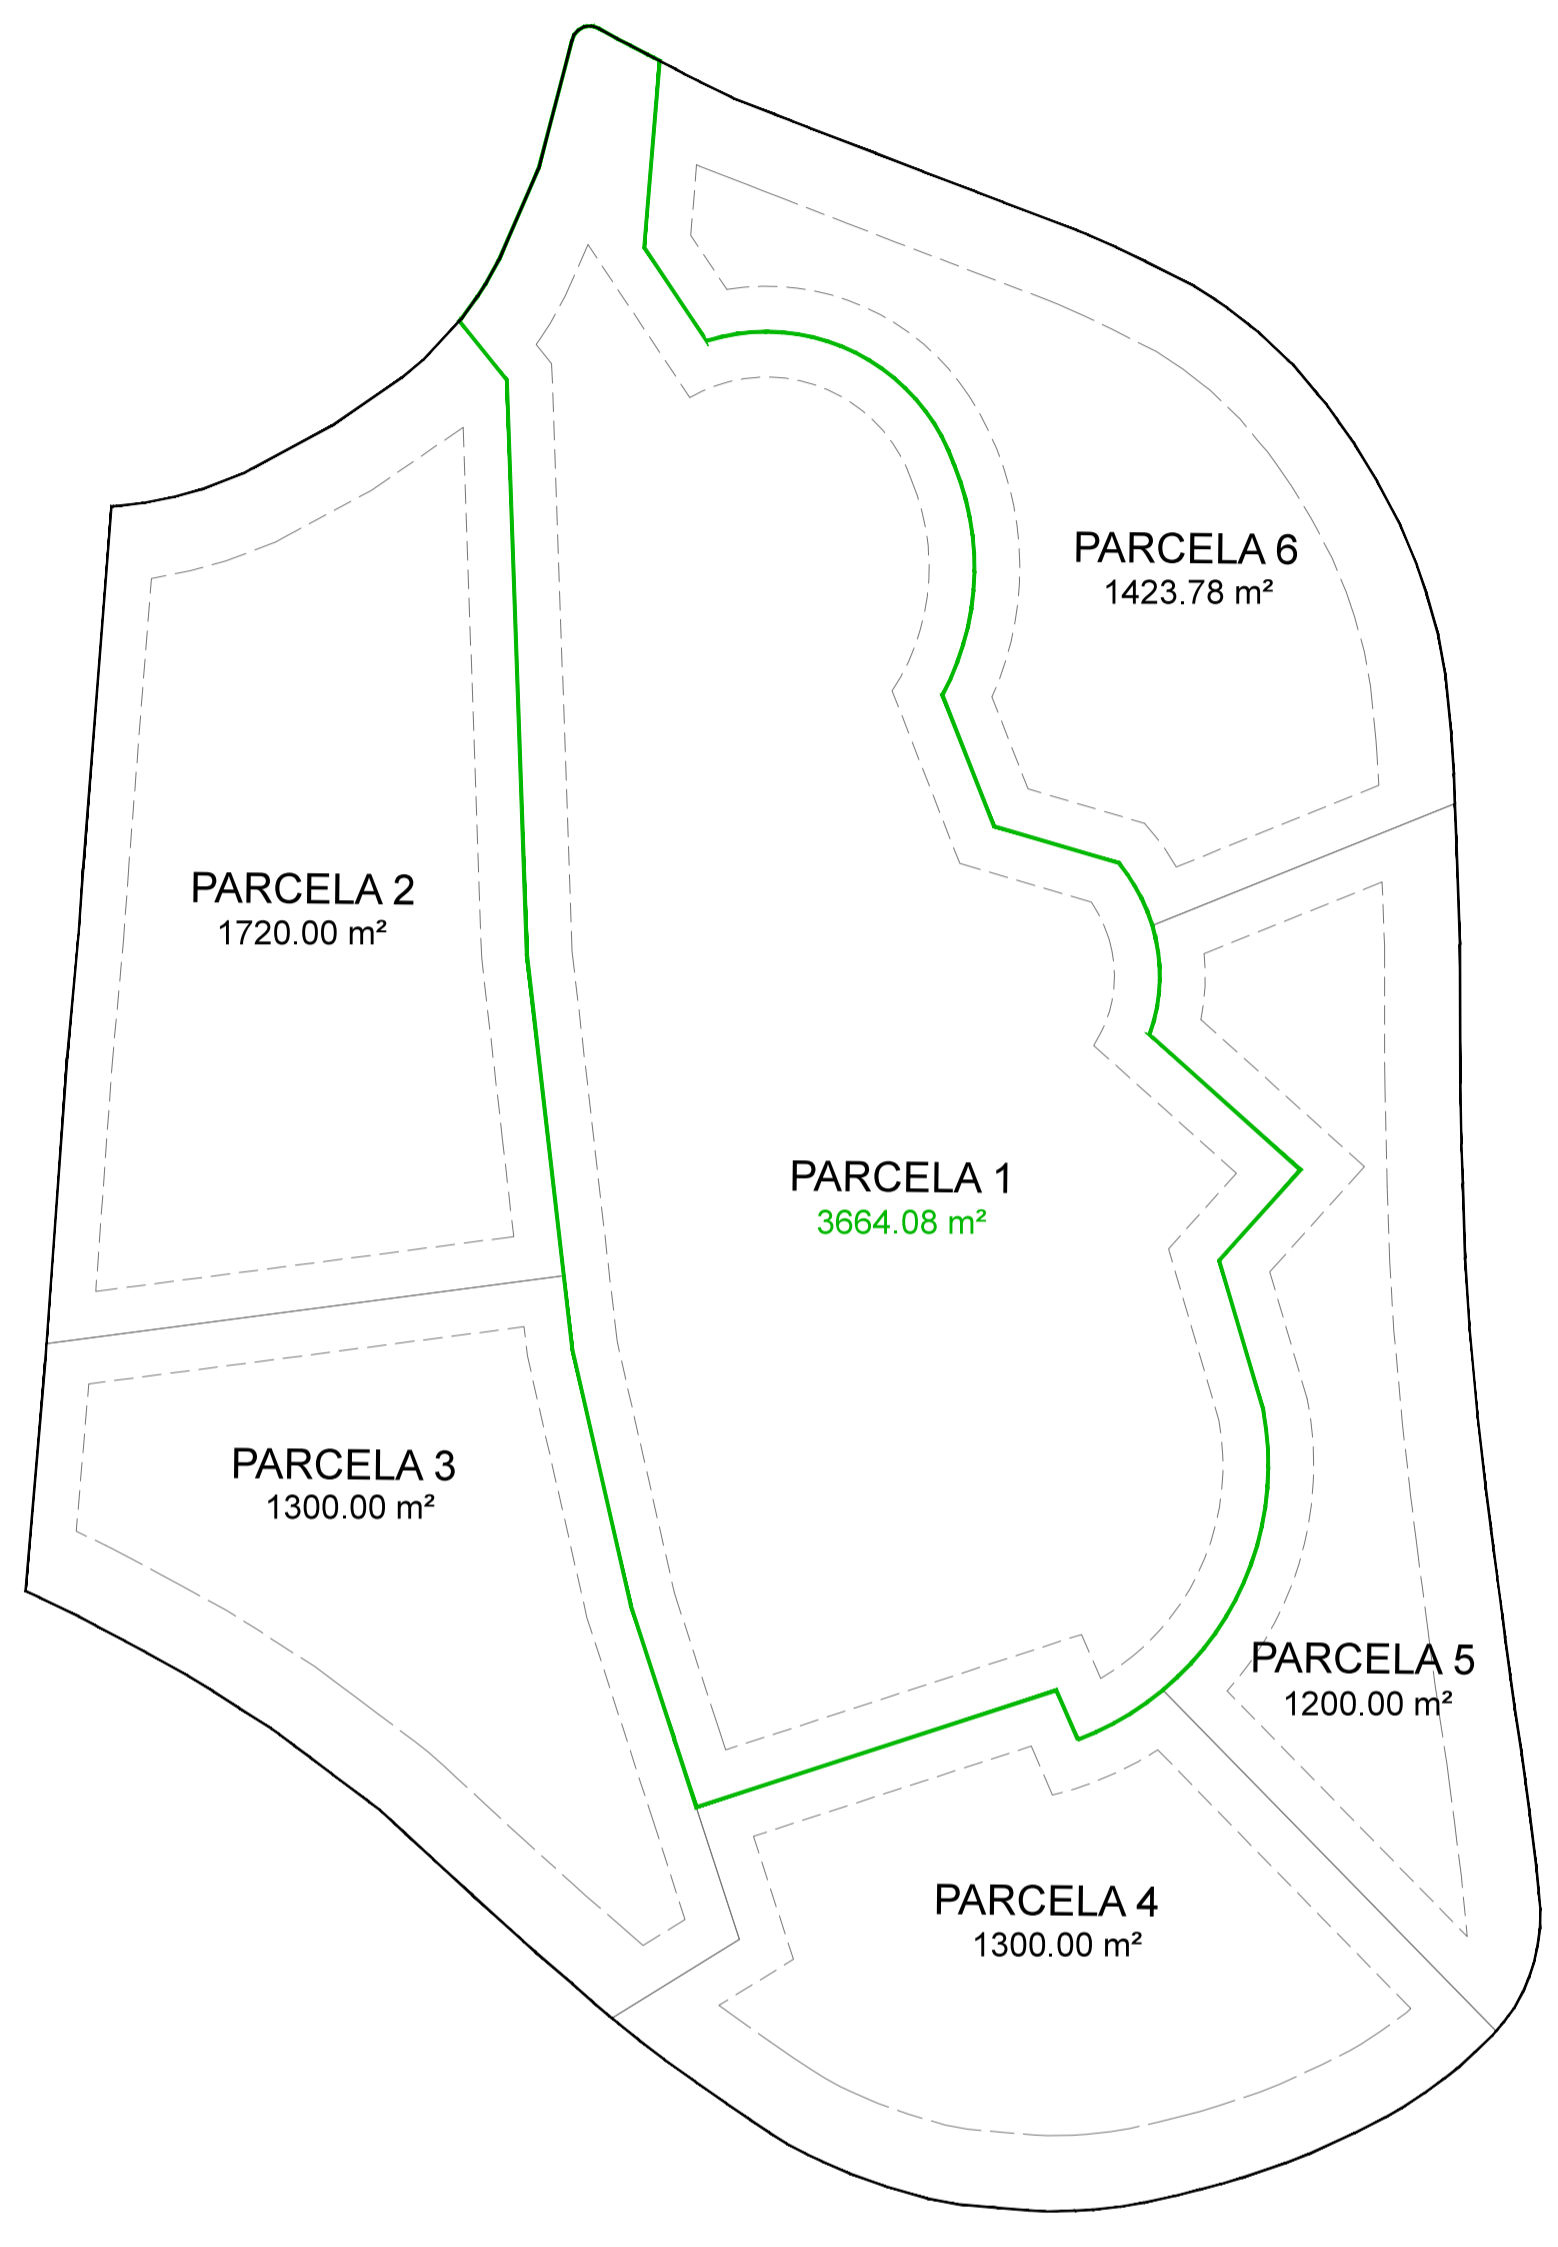 PARCELA 6
1423.78 m²
PARCELA 2
1720.00 m²
PARCELA 1
3664.08 m²
PARCELA 3
1300.00 m²
PARCELA 5
1200.00 m²
PARCELA 4
1300.00 m²